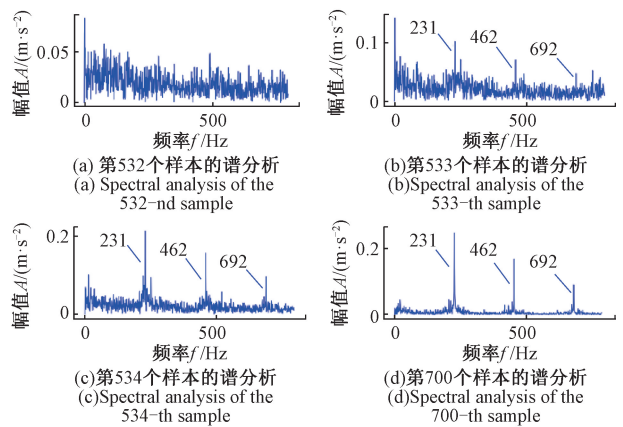 幅值A/(m·s⁻²)
0.05
0
0
500
频率f/Hz
(a) 第532个样本的谱分析
(a) Spectral analysis of the
532-nd sample
幅值A/(m·s⁻²)
0.1
0
231
462
692
0
500
频率f/Hz
(b)第533个样本的谱分析
(b)Spectral analysis of the
533-th sample
幅值A/(m·s⁻²)
0.2
0
231
462
692
0
500
频率f/Hz
(c)第534个样本的谱分析
(c)Spectral analysis of the
534-th sample
幅值A/(m·s⁻²)
0.2
0
231
462
692
0
500
频率f/Hz
(d)第700个样本的谱分析
(d)Spectral analysis of the
700-th sample